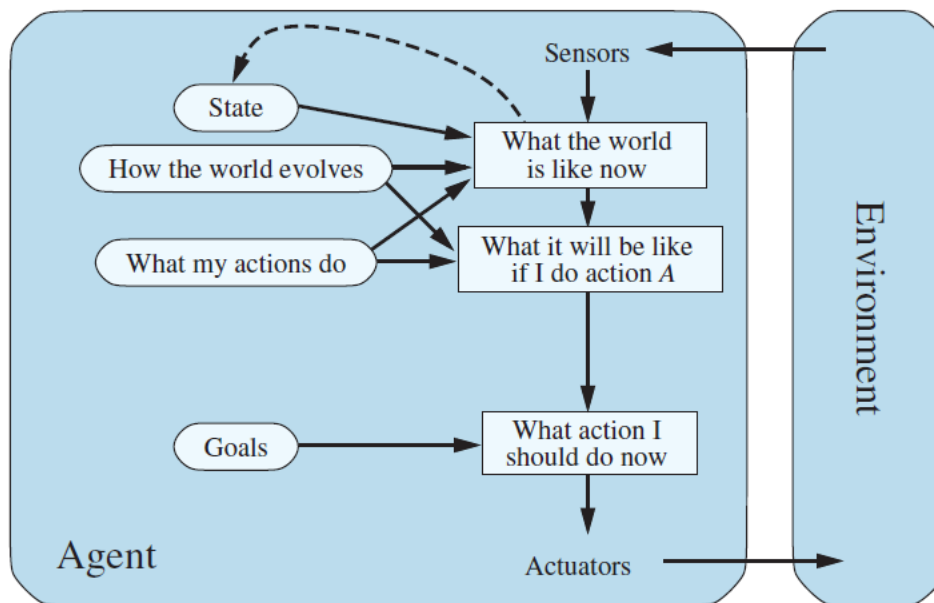 Sensors
State
What the world
is like now
How the world evolves
What it will be like
if I do action A
What my actions do
Environment
What action I
should do now
Goals
Agent
Actuators